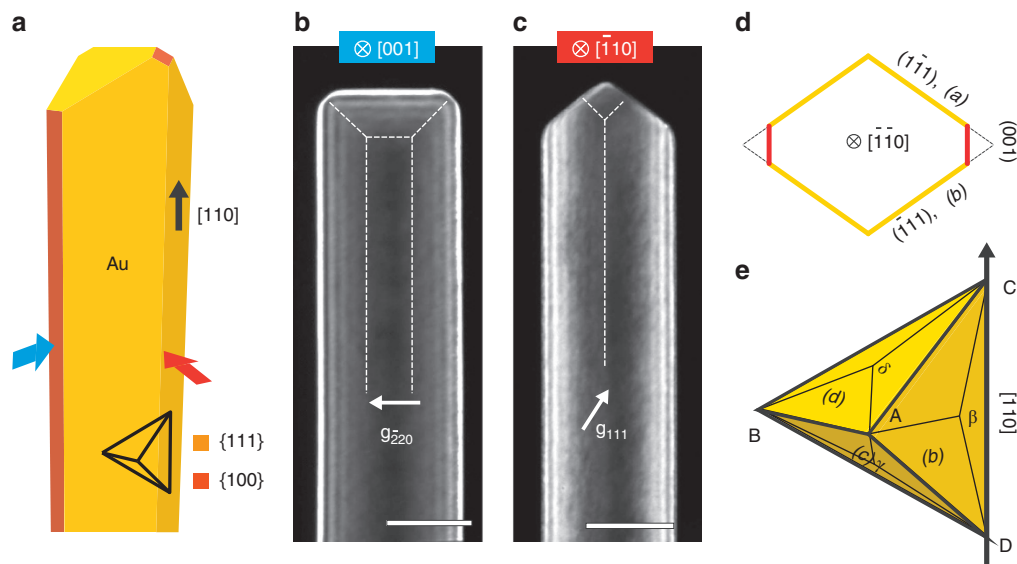 a
b
c
d
⊗ [001]
⊗ [1̄10]
(11̄1), (a)
(001)
⊗ [1̄1̄0]
(1̄11), (b)
[110]
Au
{111}
{100}
g2̄20
g111
e
C
δ
(d)
A
B
β
[110]
(c)
γ
(b)
D